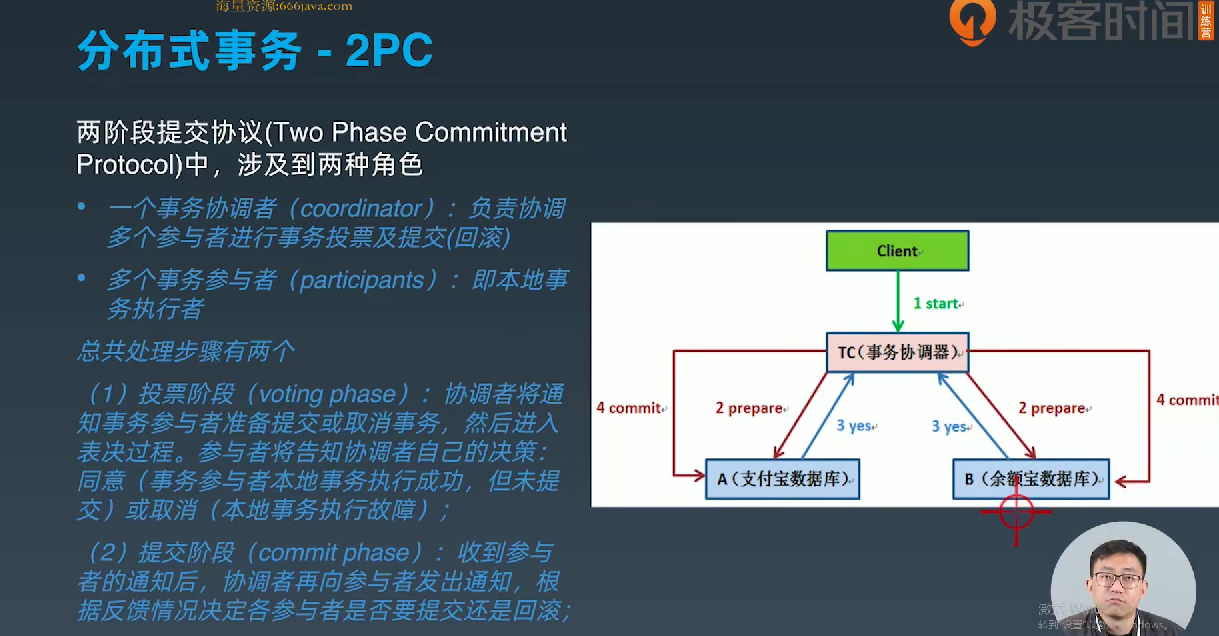 海量资源:666java.com
极客时间
训练营
分布式事务 - 2PC
两阶段提交协议(Two Phase Commitment
Protocol)中，涉及到两种角色
• 一个事务协调者（coordinator）：负责协调
多个参与者进行事务投票及提交(回滚)
• 多个事务参与者（participants）：即本地事
务执行者
总共处理步骤有两个
（1）投票阶段（voting phase）：协调者将通
知事务参与者准备提交或取消事务，然后进入
表决过程。参与者将告知协调者自己的决策：
同意（事务参与者本地事务执行成功，但未提
交）或取消（本地事务执行故障）；
（2）提交阶段（commit phase）：收到参与
者的通知后，协调者再向参与者发出通知，根
据反馈情况决定各参与者是否要提交还是回滚；
Client
1 start
TC（事务协调器）
4 commit
2 prepare
3 yes
3 yes
2 prepare
4 commit
A（支付宝数据库）
B（余额宝数据库）